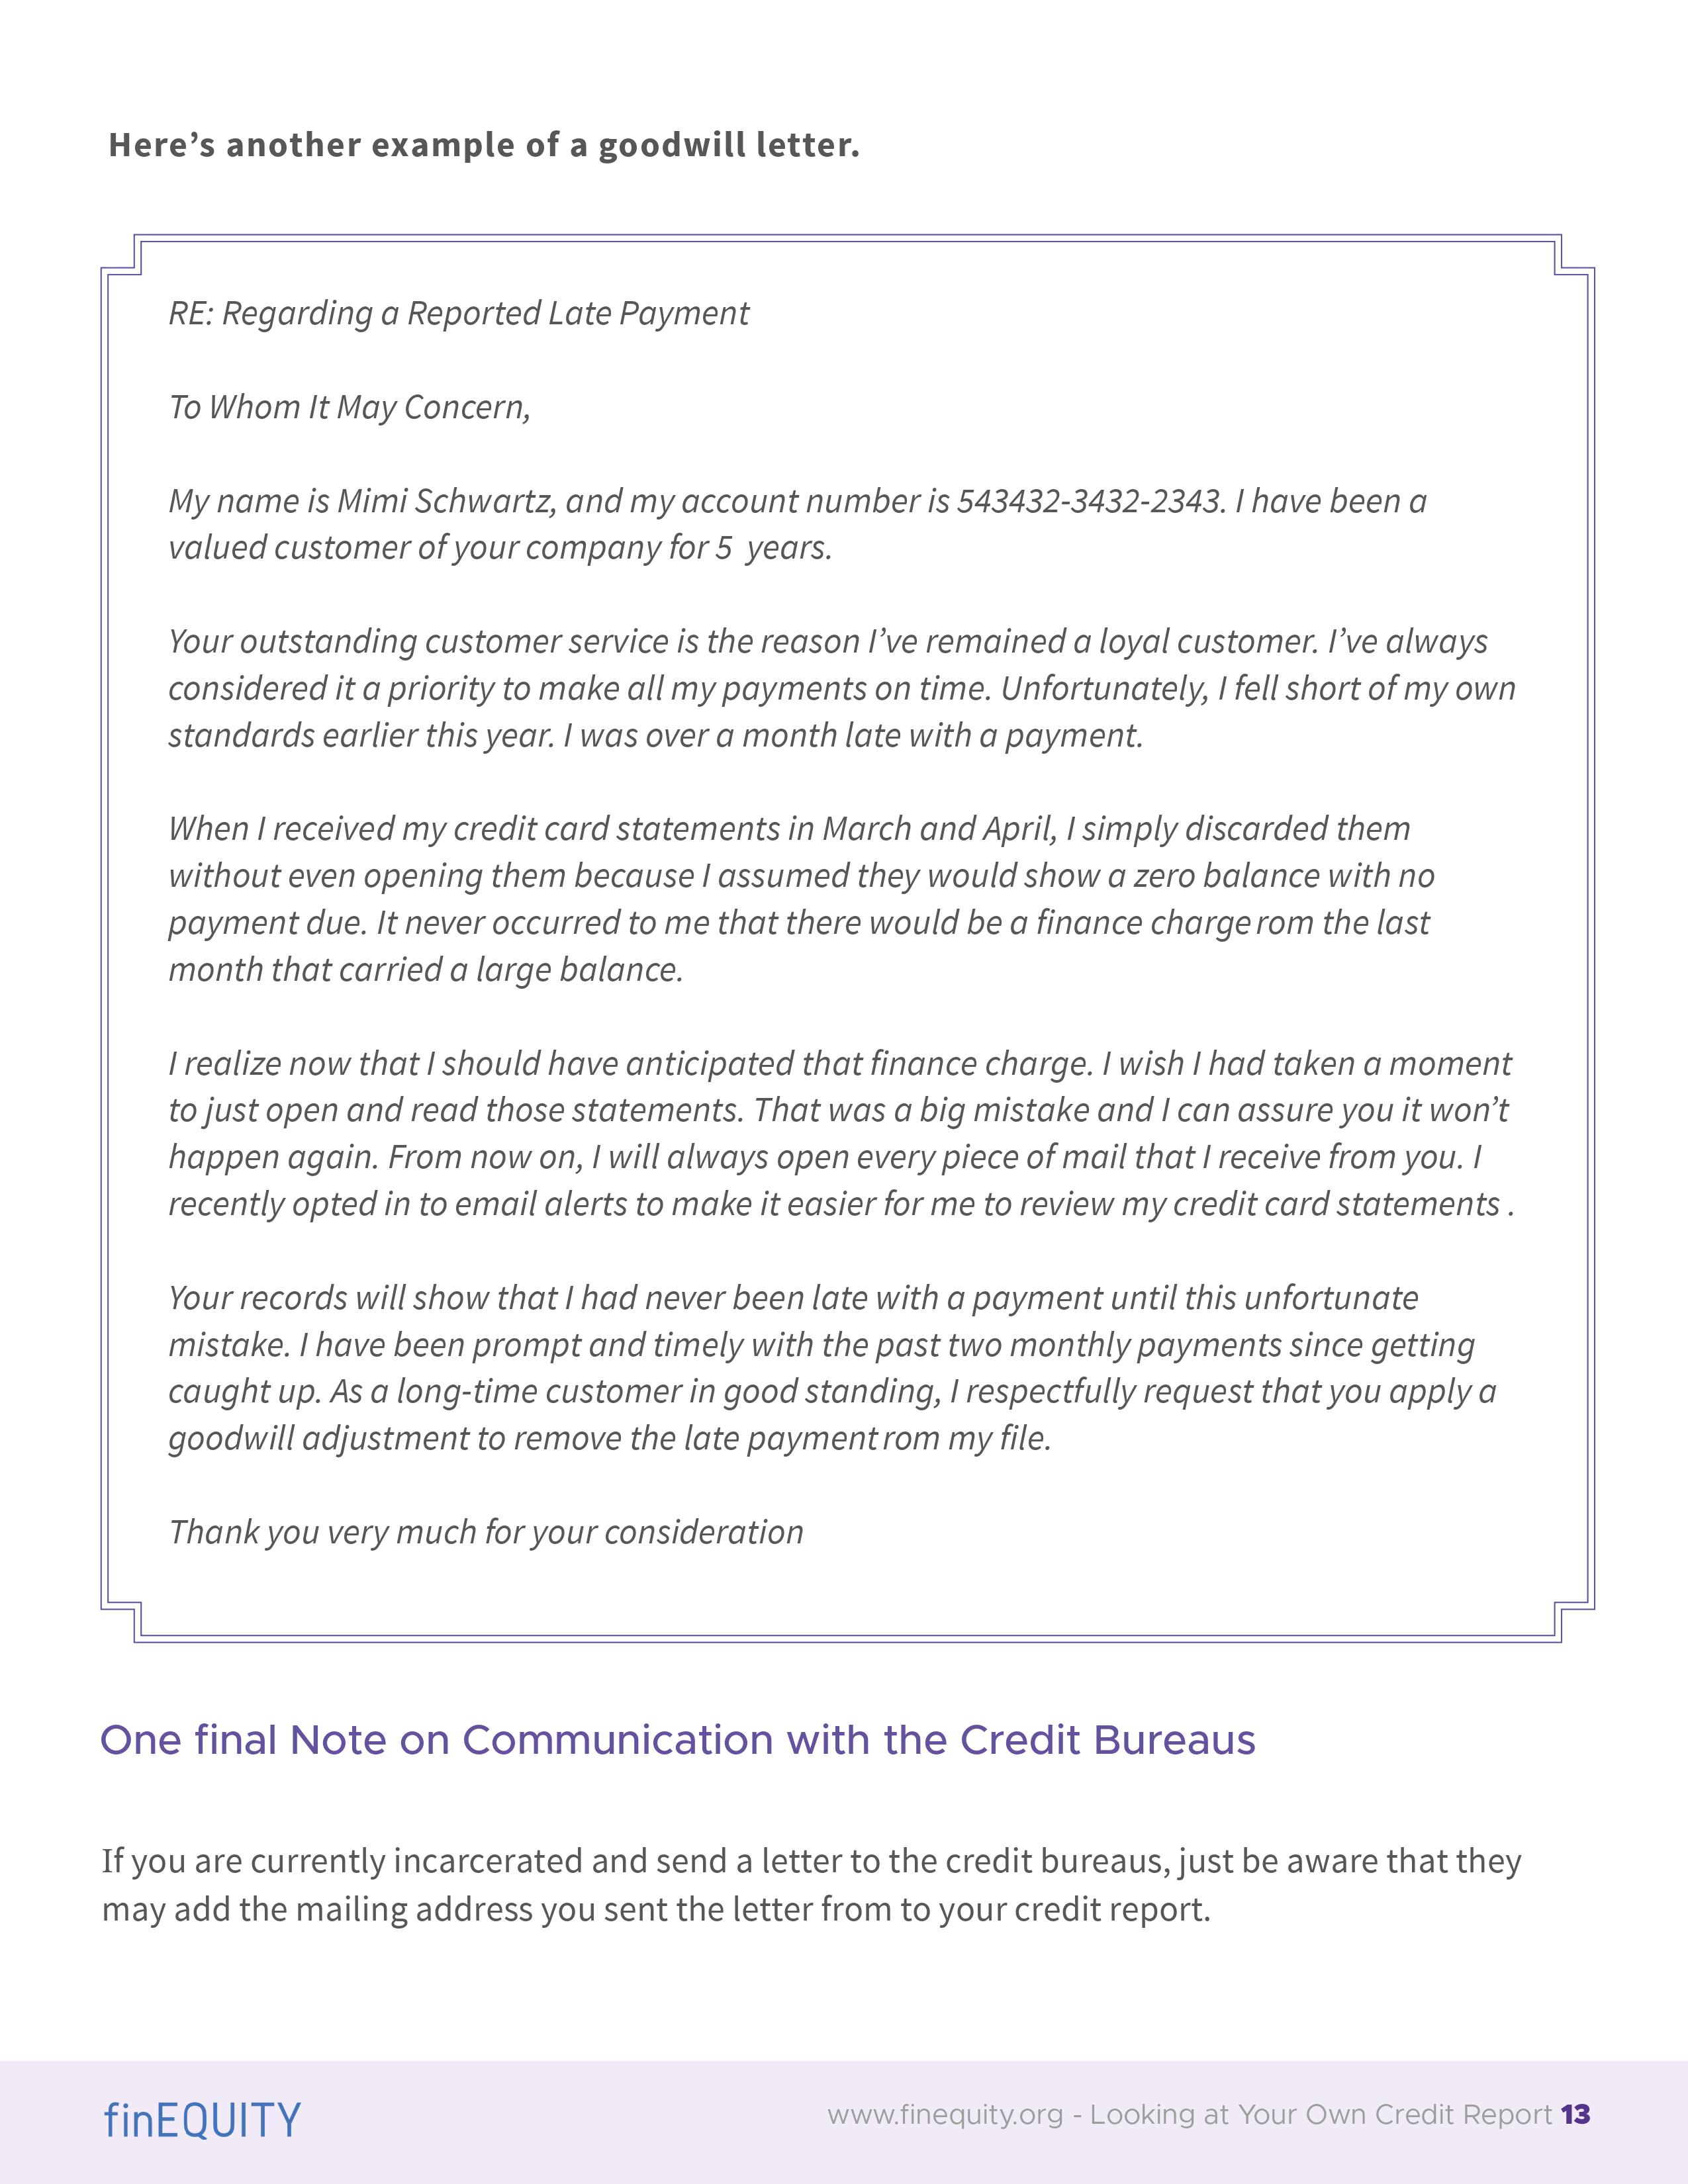 Here’s another example of a goodwill letter.
RE: Regarding a Reported Late Payment
To Whom It May Concern,
My name is Mimi Schwartz, and my account number is 543432-3432-2343. I have been a
valued customer of your company for 5  years.
Your outstanding customer service is the reason I’ve remained a loyal customer. I’ve always
considered it a priority to make all my payments on time. Unfortunately, I fell short of my own
standards earlier this year. I was over a month late with a payment.
When I received my credit card statements in March and April, I simply discarded them
without even opening them because I assumed they would show a zero balance with no
payment due. It never occurred to me that there would be a finance charge rom the last
month that carried a large balance.
I realize now that I should have anticipated that finance charge. I wish I had taken a moment
to just open and read those statements. That was a big mistake and I can assure you it won’t
happen again. From now on, I will always open every piece of mail that I receive from you. I
recently opted in to email alerts to make it easier for me to review my credit card statements .
Your records will show that I had never been late with a payment until this unfortunate
mistake. I have been prompt and timely with the past two monthly payments since getting
caught up. As a long-time customer in good standing, I respectfully request that you apply a
goodwill adjustment to remove the late payment rom my file.
Thank you very much for your consideration
One final Note on Communication with the Credit Bureaus
If you are currently incarcerated and send a letter to the credit bureaus, just be aware that they
may add the mailing address you sent the letter from to your credit report.
finEQUITY
www.finequity.org - Looking at Your Own Credit Report 13